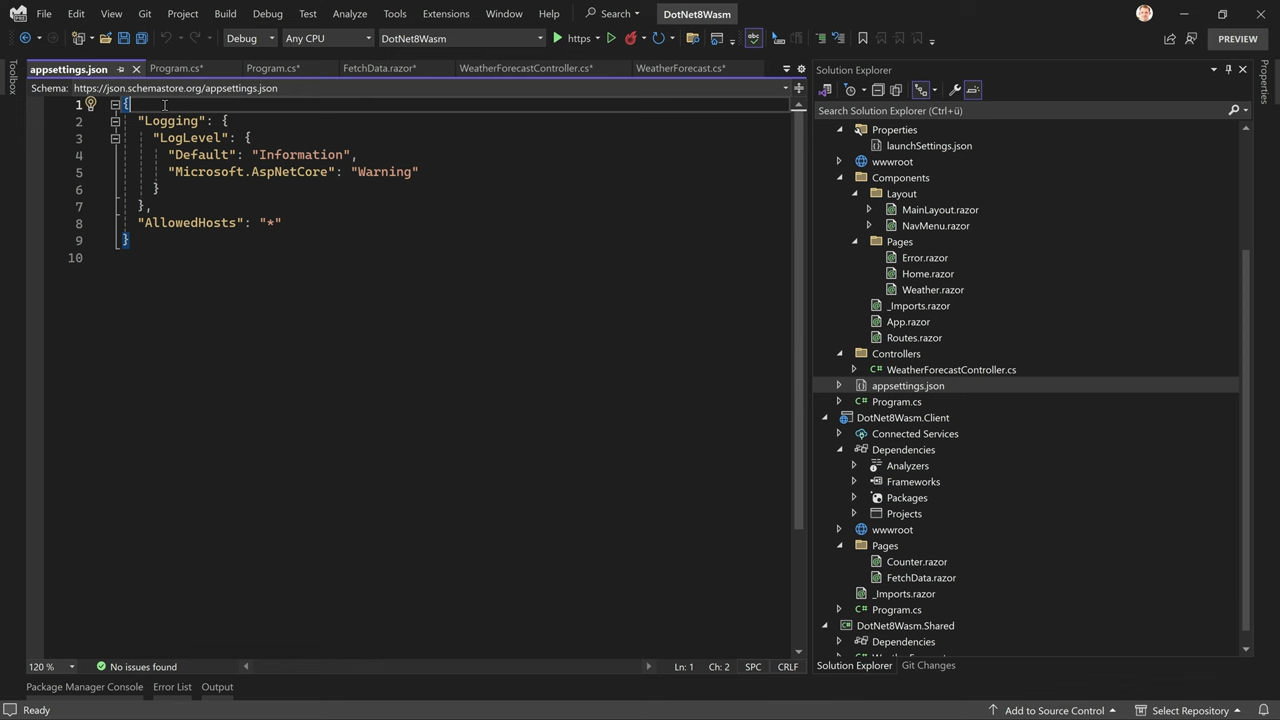 File Edit View Git Project Build Debug Test Analyze Tools Extensions Window Help Search DotNet8Wasm
Debug Any CPU DotNet8Wasm https PREVIEW
Toolbox
appsettings.json Program.cs* Program.cs* FetchData.razor* WeatherForecastController.cs* WeatherForecast.cs*
Schema: https://json.schemastore.org/appsettings.json
1 {
2 "Logging": {
3 "LogLevel": {
4 "Default": "Information",
5 "Microsoft.AspNetCore": "Warning"
6 }
7 },
8 "AllowedHosts": "*"
9 }
10
120 % No issues found Ln: 1 Ch: 2 SPC CRLF
Solution Explorer
Search Solution Explorer (Ctrl+ü)
Properties
launchSettings.json
wwwroot
Components
Layout
MainLayout.razor
NavMenu.razor
Pages
Error.razor
Home.razor
Weather.razor
_Imports.razor
App.razor
Routes.razor
Controllers
C# WeatherForecastController.cs
appsettings.json
C# Program.cs
DotNet8Wasm.Client
Connected Services
Dependencies
Analyzers
Frameworks
Packages
Projects
wwwroot
Pages
Counter.razor
FetchData.razor
_Imports.razor
C# Program.cs
DotNet8Wasm.Shared
Dependencies
Solution Explorer Git Changes
Properties
Package Manager Console Error List Output
Ready Add to Source Control Select Repository